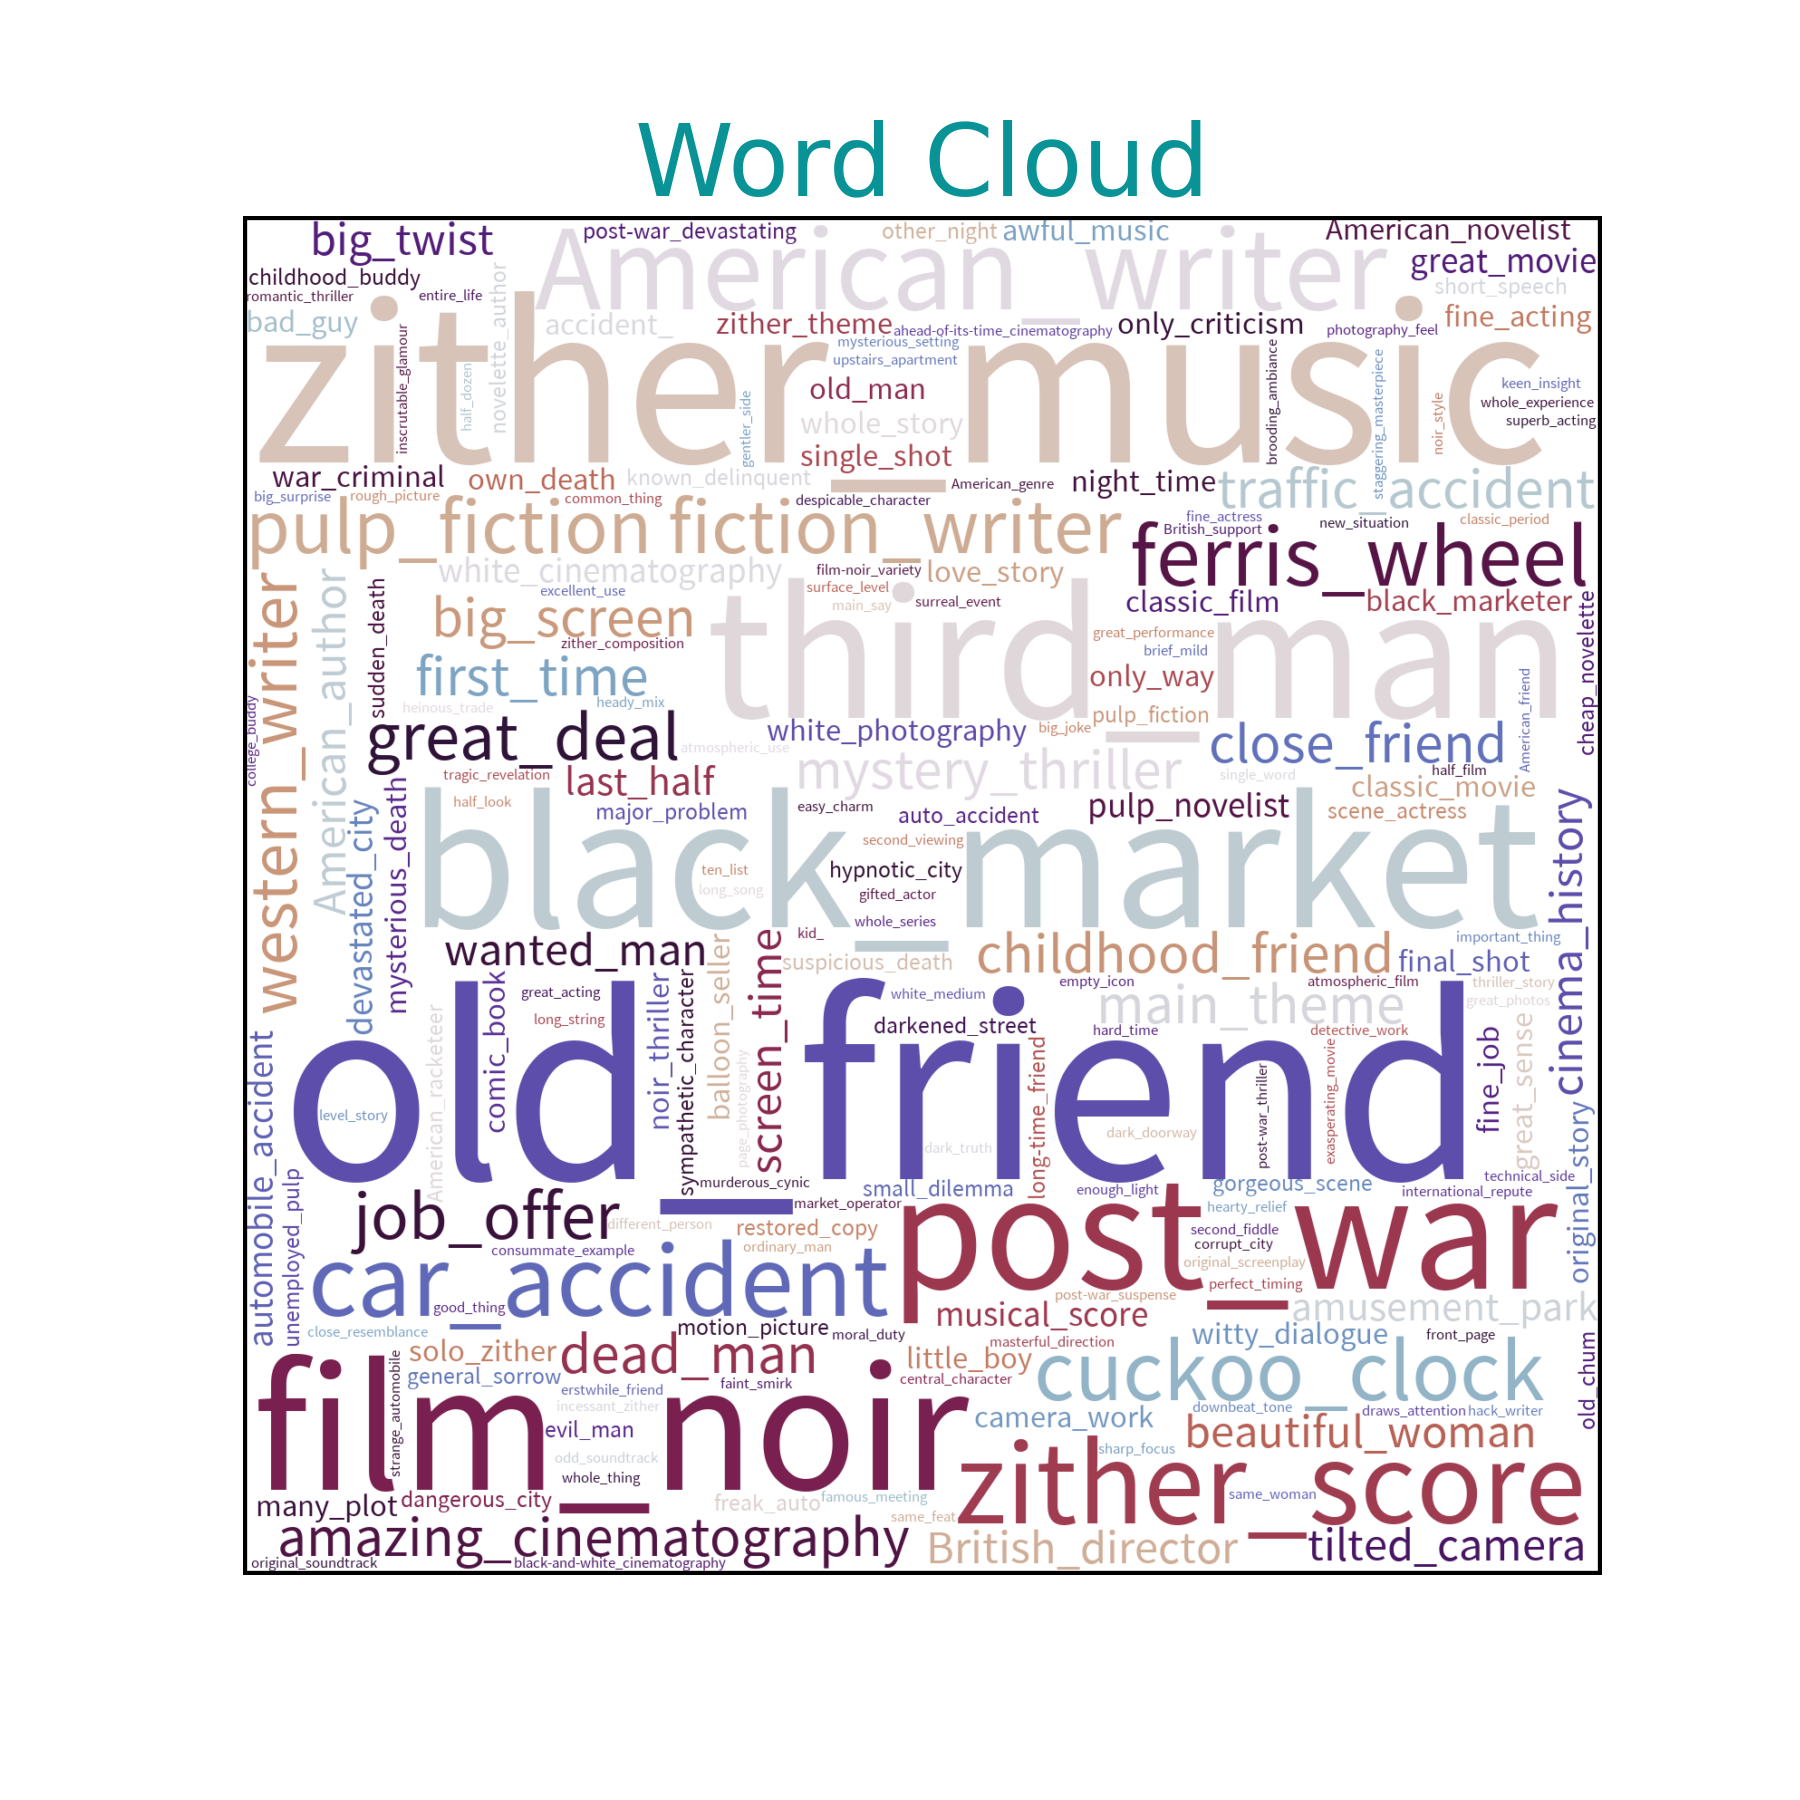 Word Cloud
big_twist
post-war_devastating
other_night
awful_music
American_novelist
American_writer
great_movie
childhood_buddy
romantic_thriller
entire_life
novelette_author
short_speech
bad_guy
accident_
zither_theme
ahead-of-its-time_cinematography
only_criticism
photography_feel
fine_acting
zither_music
inscrutable_glamour
half_dozen
mysterious_setting
upstairs_apartment
gentler_side
old_man
whole_story
single_shot
brooding_ambiance
staggering_masterpiece
noir_style
keen_insight
whole_experience
superb_acting
war_criminal
own_death
known_delinquent
American_genre
night_time
traffic_accident
big_surprise
rough_picture
common_thing
despicable_character
pulp_fiction
fiction_writer
fine_actress
British_support
new_situation
classic_period
ferris_wheel
western_writer
American_author
sudden_death
white_cinematography
film-noir_variety
love_story
excellent_use
surface_level
main_say
surreal_event
classic_film
black_marketer
big_screen
zither_composition
third_man
great_performance
brief_mild
cheap_novelette
first_time
only_way
heinous_trade
heady_mix
American_friend
college_buddy
great_deal
atmospheric_use
white_photography
big_joke
pulp_fiction
close_friend
tragic_revelation
last_half
mystery_thriller
single_word
half_film
half_look
major_problem
easy_charm
auto_accident
pulp_novelist
classic_movie
scene_actress
devastated_city
mysterious_death
black_market
second_viewing
ten_list
long_song
hypnotic_city
gifted_actor
whole_series
kid_
cinema_history
wanted_man
suspicious_death
childhood_friend
final_shot
important_thing
comic_book
great_acting
long_string
noir_thriller
sympathetic_character
balloon_seller
screen_time
white_medium
empty_icon
main_theme
atmospheric_film
thriller_story
great_photos
darkened_street
hard_time
detective_work
old_friend
automobile_accident
level_story
American_racketeer
page_photography
dark_truth
long-time_friend
dark_doorway
post-war_thriller
exasperating_movie
fine_job
great_sense
original_story
unemployed_pulp
murderous_cynic
market_operator
small_dilemma
enough_light
gorgeous_scene
technical_side
international_repute
job_offer
different_person
restored_copy
ordinary_man
consummate_example
post_war
hearty_relief
second_fiddle
corrupt_city
original_screenplay
perfect_timing
car_accident
good_thing
post-war_suspense
musical_score
amusement_park
close_resemblance
motion_picture
moral_duty
masterful_direction
witty_dialogue
front_page
solo_zither
dead_man
little_boy
central_character
cuckoo_clock
old_chum
general_sorrow
erstwhile_friend
faint_smirk
film_noir
strange_automobile
incessant_zither
evil_man
odd_soundtrack
whole_thing
camera_work
downbeat_tone
draws_attention
hack_writer
sharp_focus
beautiful_woman
zither_score
same_woman
many_plot
dangerous_city
freak_auto
famous_meeting
same_feat
amazing_cinematography
British_director
tilted_camera
original_soundtrack
black-and-white_cinematography